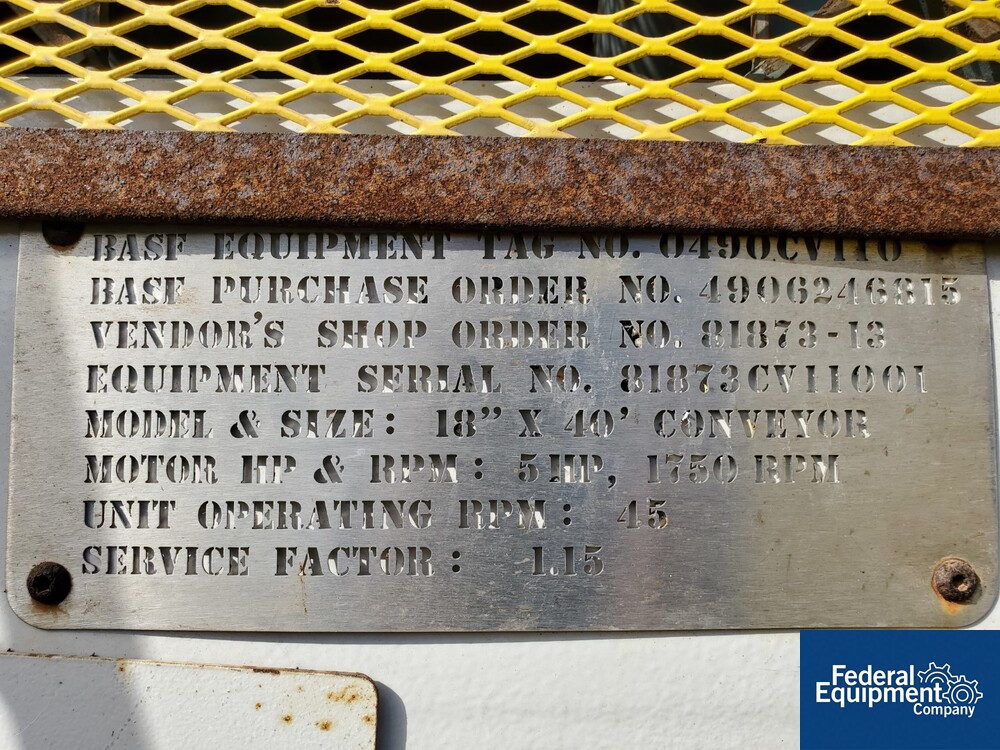 BASF EQUIPMENT TAG NO. 0490CV110
BASF PURCHASE ORDER NO. 4906246815
VENDOR'S SHOP ORDER NO. 81873-13
EQUIPMENT SERIAL NO. 81873CV11001
MODEL & SIZE: 18" X 40' CONVEYOR
MOTOR HP & RPM: 5 HP, 1750 RPM
UNIT OPERATING RPM: 45
SERVICE FACTOR: 1.15
Federal
Equipment
Company